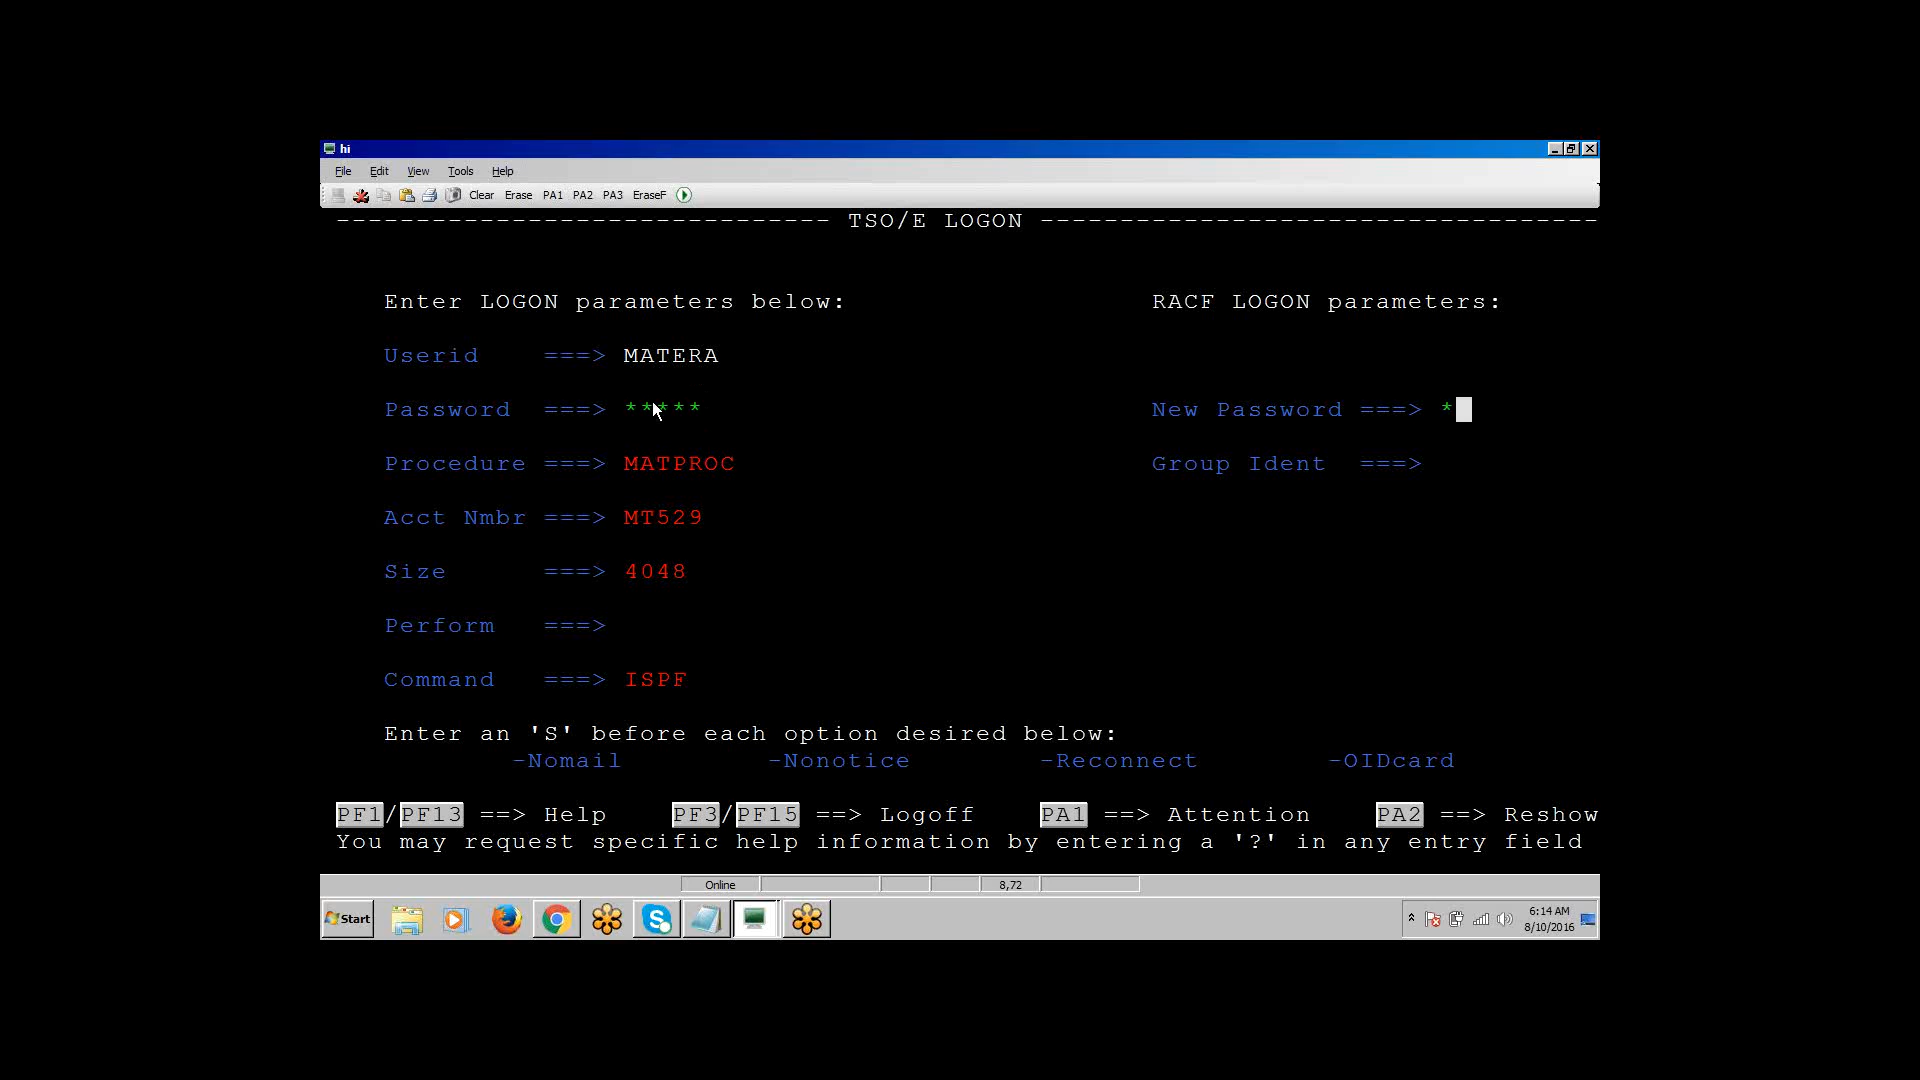 hi
File Edit View Tools Help
Clear Erase PA1 PA2 PA3 EraseF
------------------------------- TSO/E LOGON -----------------------------------
Enter LOGON parameters below: RACF LOGON parameters:
Userid ===> MATERA
Password ===> ***** New Password ===> *
Procedure ===> MATPROC Group Ident ===>
Acct Nmbr ===> MT529
Size ===> 4048
Perform ===>
Command ===> ISPF
Enter an 'S' before each option desired below:
-Nomail -Nonotice -Reconnect -OIDcard
PF1/PF13 ==> Help PF3/PF15 ==> Logoff PA1 ==> Attention PA2 ==> Reshow
You may request specific help information by entering a '?' in any entry field
Online 8,72
Start 6:14 AM
8/10/2016